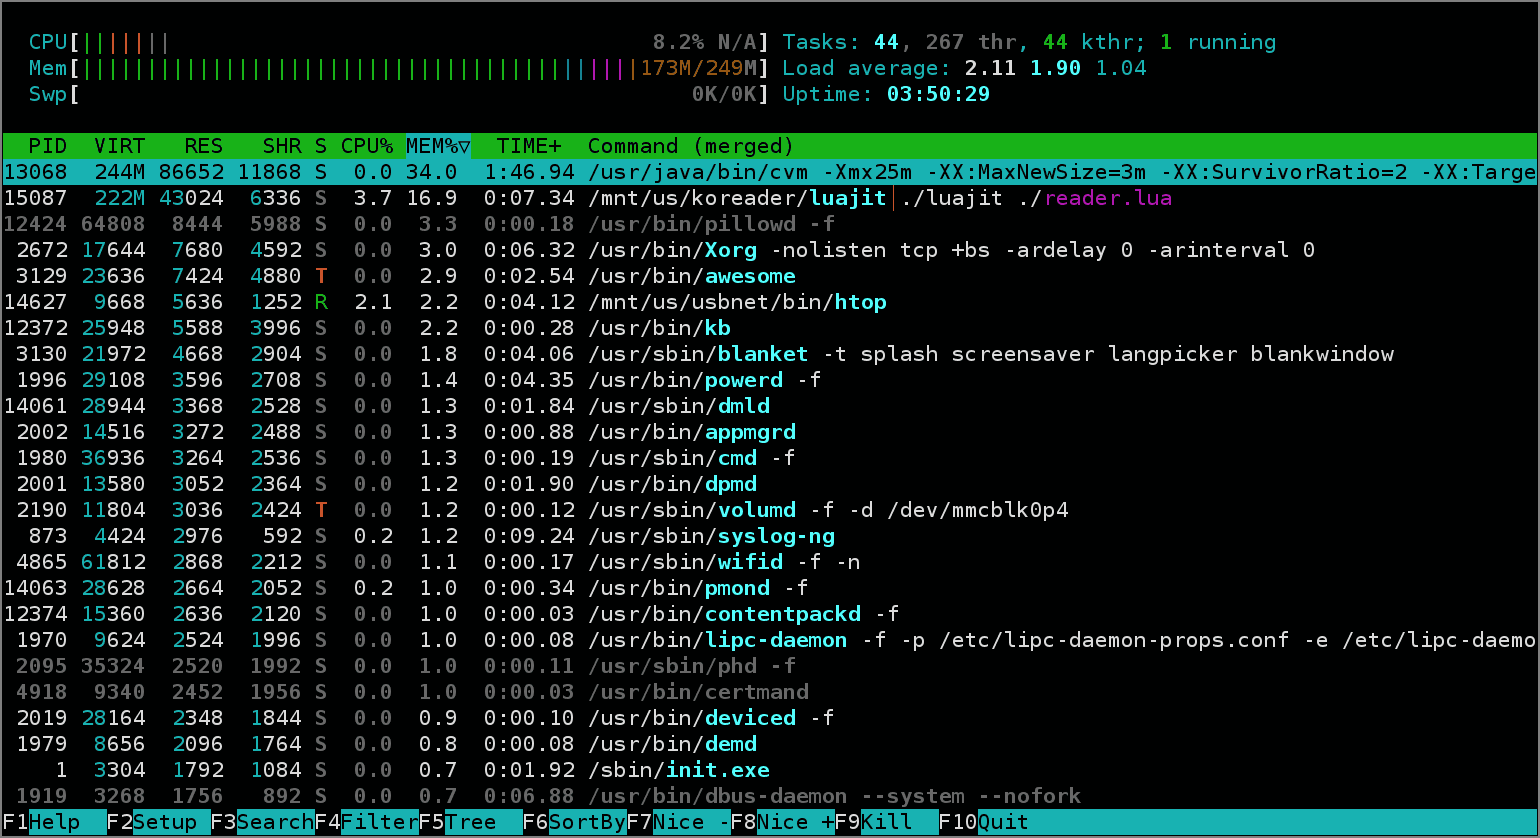 CPU[||||||| 8.2% N/A] Tasks: 44, 267 thr, 44 kthr; 1 running
Mem[|||||||||||||||||||||||||||||||||||||||||||173M/249M] Load average: 2.11 1.90 1.04
Swp[ 0K/0K] Uptime: 03:50:29
PID VIRT RES SHR S CPU% MEM%▽ TIME+ Command (merged)
13068 244M 86652 11868 S 0.0 34.0 1:46.94 /usr/java/bin/cvm -Xmx25m -XX:MaxNewSize=3m -XX:SurvivorRatio=2 -XX:Targe
15087 222M 43024 6336 S 3.7 16.9 0:07.34 /mnt/us/koreader/luajit│./luajit ./reader.lua
12424 64808 8444 5988 S 0.0 3.3 0:00.18 /usr/bin/pillowd -f
2672 17644 7680 4592 S 0.0 3.0 0:06.32 /usr/bin/Xorg -nolisten tcp +bs -ardelay 0 -arinterval 0
3129 23636 7424 4880 T 0.0 2.9 0:02.54 /usr/bin/awesome
14627 9668 5636 1252 R 2.1 2.2 0:04.12 /mnt/us/usbnet/bin/htop
12372 25948 5588 3996 S 0.0 2.2 0:00.28 /usr/bin/kb
3130 21972 4668 2904 S 0.0 1.8 0:04.06 /usr/sbin/blanket -t splash screensaver langpicker blankwindow
1996 29108 3596 2708 S 0.0 1.4 0:04.35 /usr/bin/powerd -f
14061 28944 3368 2528 S 0.0 1.3 0:01.84 /usr/sbin/dmld
2002 14516 3272 2488 S 0.0 1.3 0:00.88 /usr/bin/appmgrd
1980 36936 3264 2536 S 0.0 1.3 0:00.19 /usr/sbin/cmd -f
2001 13580 3052 2364 S 0.0 1.2 0:01.90 /usr/bin/dpmd
2190 11804 3036 2424 T 0.0 1.2 0:00.12 /usr/sbin/volumd -f -d /dev/mmcblk0p4
873 4424 2976 592 S 0.2 1.2 0:09.24 /usr/sbin/syslog-ng
4865 61812 2868 2212 S 0.0 1.1 0:00.17 /usr/sbin/wifid -f -n
14063 28628 2664 2052 S 0.2 1.0 0:00.34 /usr/bin/pmond -f
12374 15360 2636 2120 S 0.0 1.0 0:00.03 /usr/bin/contentpackd -f
1970 9624 2524 1996 S 0.0 1.0 0:00.08 /usr/bin/lipc-daemon -f -p /etc/lipc-daemon-props.conf -e /etc/lipc-daemo
2095 35324 2520 1992 S 0.0 1.0 0:00.11 /usr/sbin/phd -f
4918 9340 2452 1956 S 0.0 1.0 0:00.03 /usr/bin/certmand
2019 28164 2348 1844 S 0.0 0.9 0:00.10 /usr/bin/deviced -f
1979 8656 2096 1764 S 0.0 0.8 0:00.08 /usr/bin/demd
1 3304 1792 1084 S 0.0 0.7 0:01.92 /sbin/init.exe
1919 3268 1756 892 S 0.0 0.7 0:06.88 /usr/bin/dbus-daemon --system --nofork
F1Help F2Setup F3SearchF4FilterF5Tree F6SortByF7Nice -F8Nice +F9Kill F10Quit